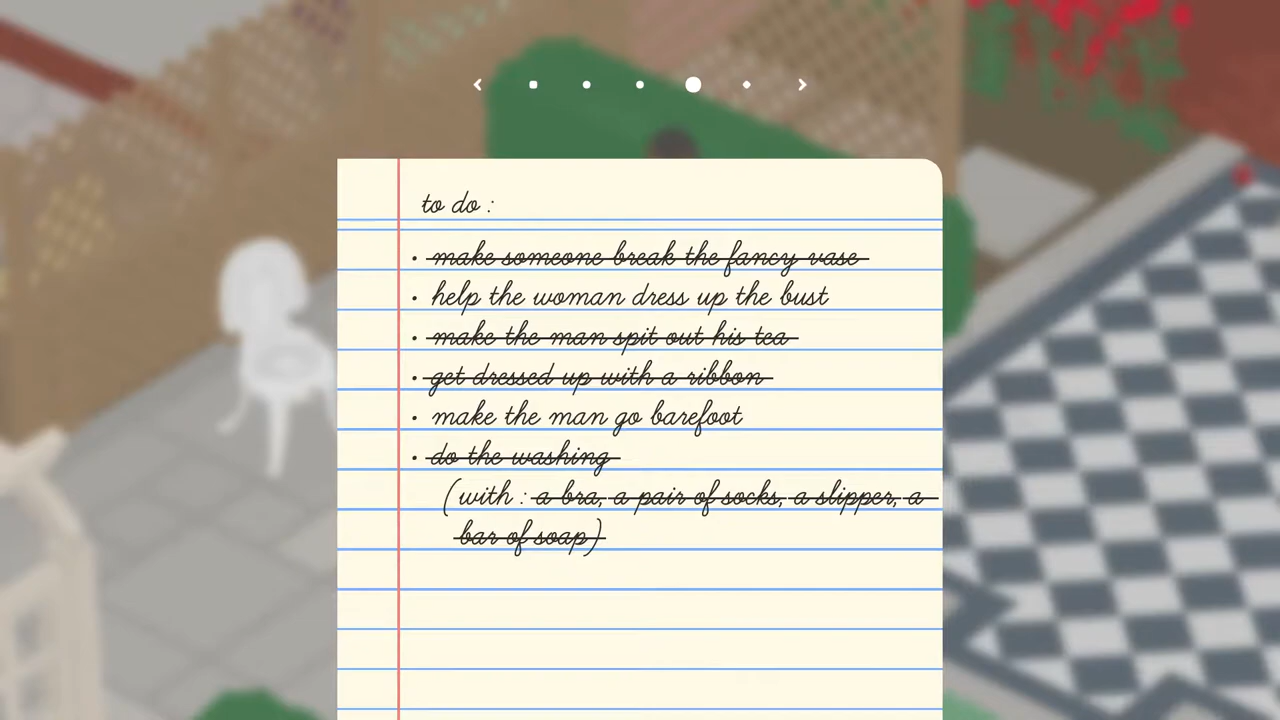 to do :
• make someone break the fancy vase
• help the woman dress up the bust
• make the man spit out his tea
• get dressed up with a ribbon
• make the man go barefoot
• do the washing
(with : a bra, a pair of socks, a slipper, a
bar of soap)